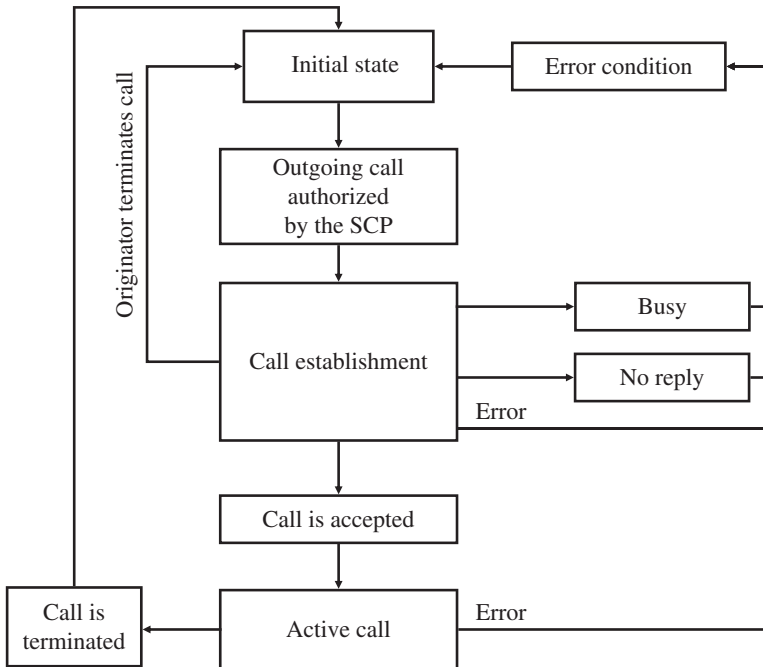 Initial state
Error condition
Originator terminates call
Outgoing call
authorized
by the SCP
Busy
Call establishment
No reply
Error
Call is accepted
Call is
terminated
Active call
Error